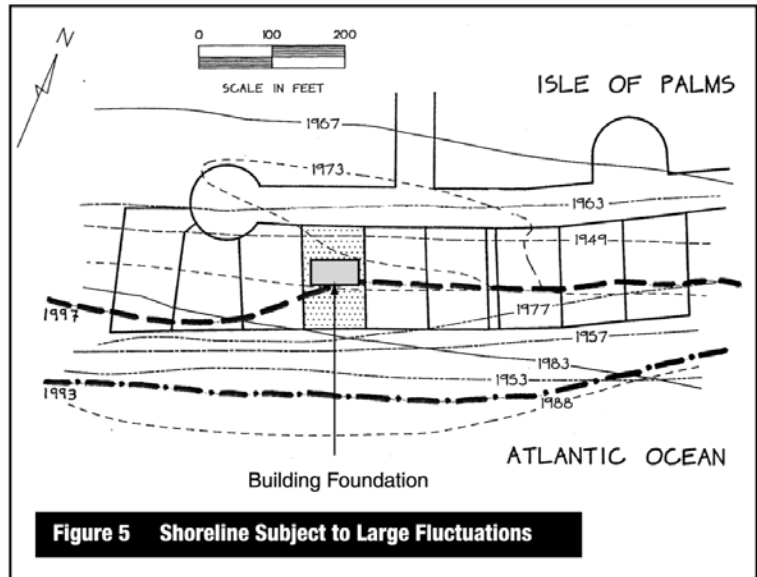 N
0 100 200
SCALE IN FEET
ISLE OF PALMS
1967
1973
1963
1949
1977
1997
1957
1983
1953
1993
1988
ATLANTIC OCEAN
Building Foundation
Figure 5 Shoreline Subject to Large Fluctuations